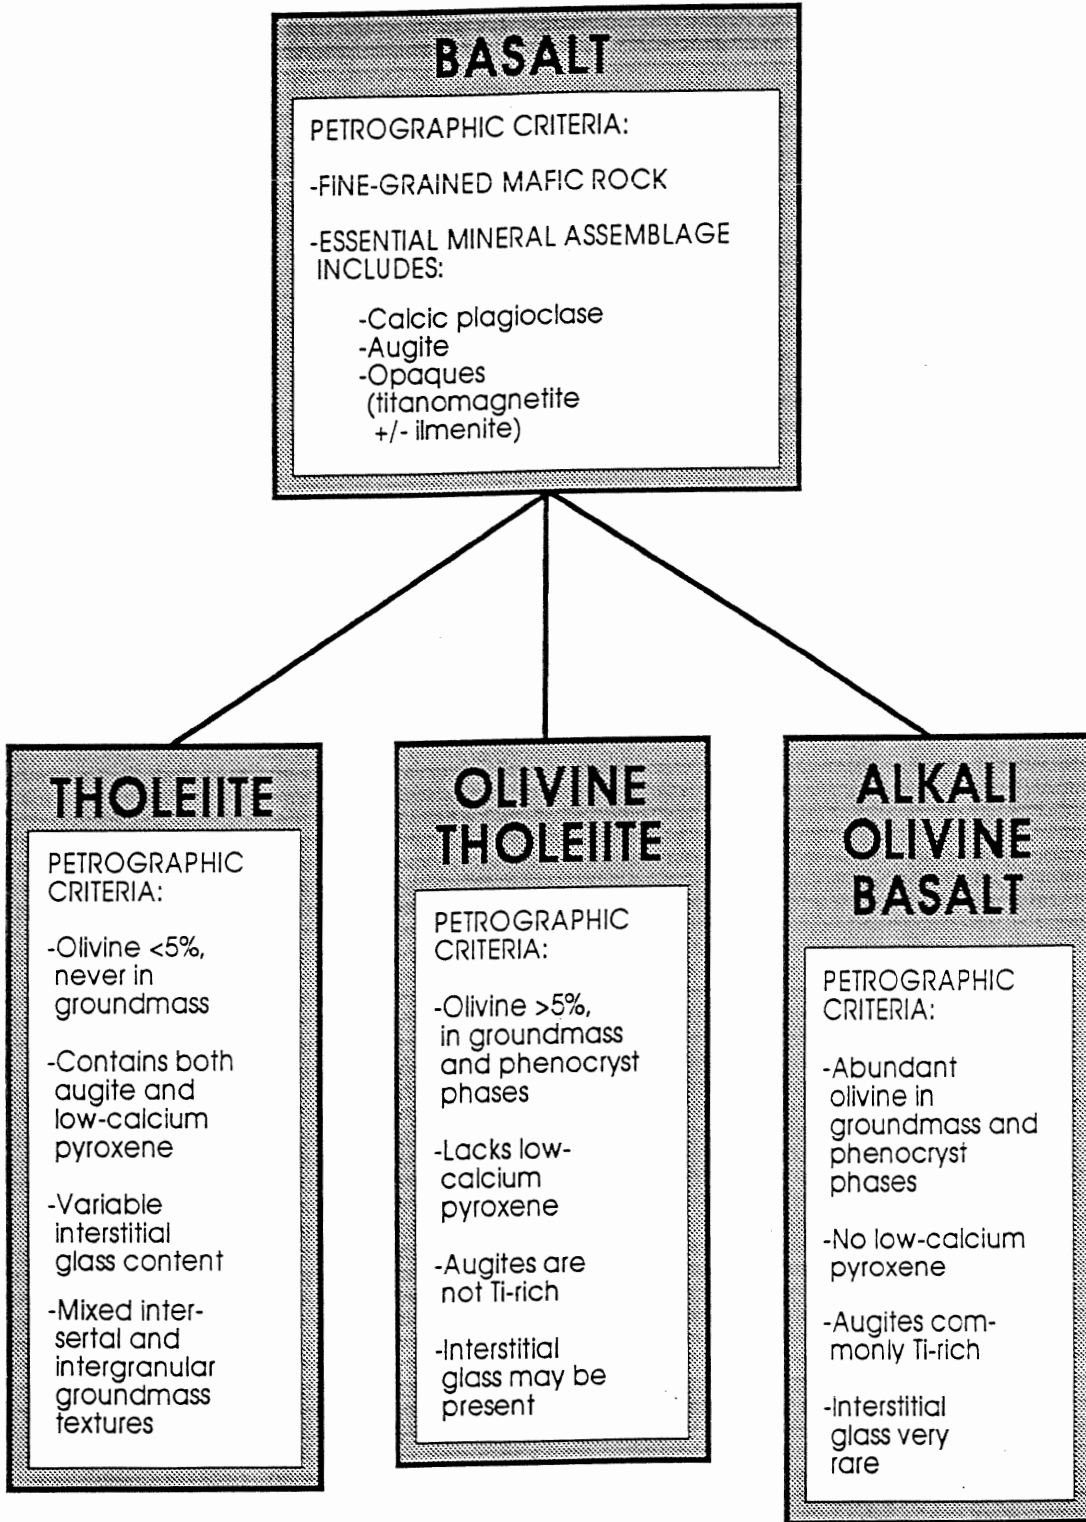 BASALT
PETROGRAPHIC CRITERIA:
-FINE-GRAINED MAFIC ROCK
-ESSENTIAL MINERAL ASSEMBLAGE
INCLUDES:
-Calcic plagioclase
-Augite
-Opaques
(titanomagnetite
+/- ilmenite)
THOLEIITE
PETROGRAPHIC
CRITERIA:
-Olivine <5%,
never in
groundmass
-Contains both
augite and
low-calcium
pyroxene
-Variable
interstitial
glass content
-Mixed inter-
sertal and
intergranular
groundmass
textures
OLIVINE
THOLEIITE
PETROGRAPHIC
CRITERIA:
-Olivine >5%,
in groundmass
and phenocryst
phases
-Lacks low-
calcium
pyroxene
-Augites are
not Ti-rich
-Interstitial
glass may be
present
ALKALI
OLIVINE
BASALT
PETROGRAPHIC
CRITERIA:
-Abundant
olivine in
groundmass and
phenocryst
phases
-No low-calcium
pyroxene
-Augites com-
monly Ti-rich
-Interstitial
glass very
rare